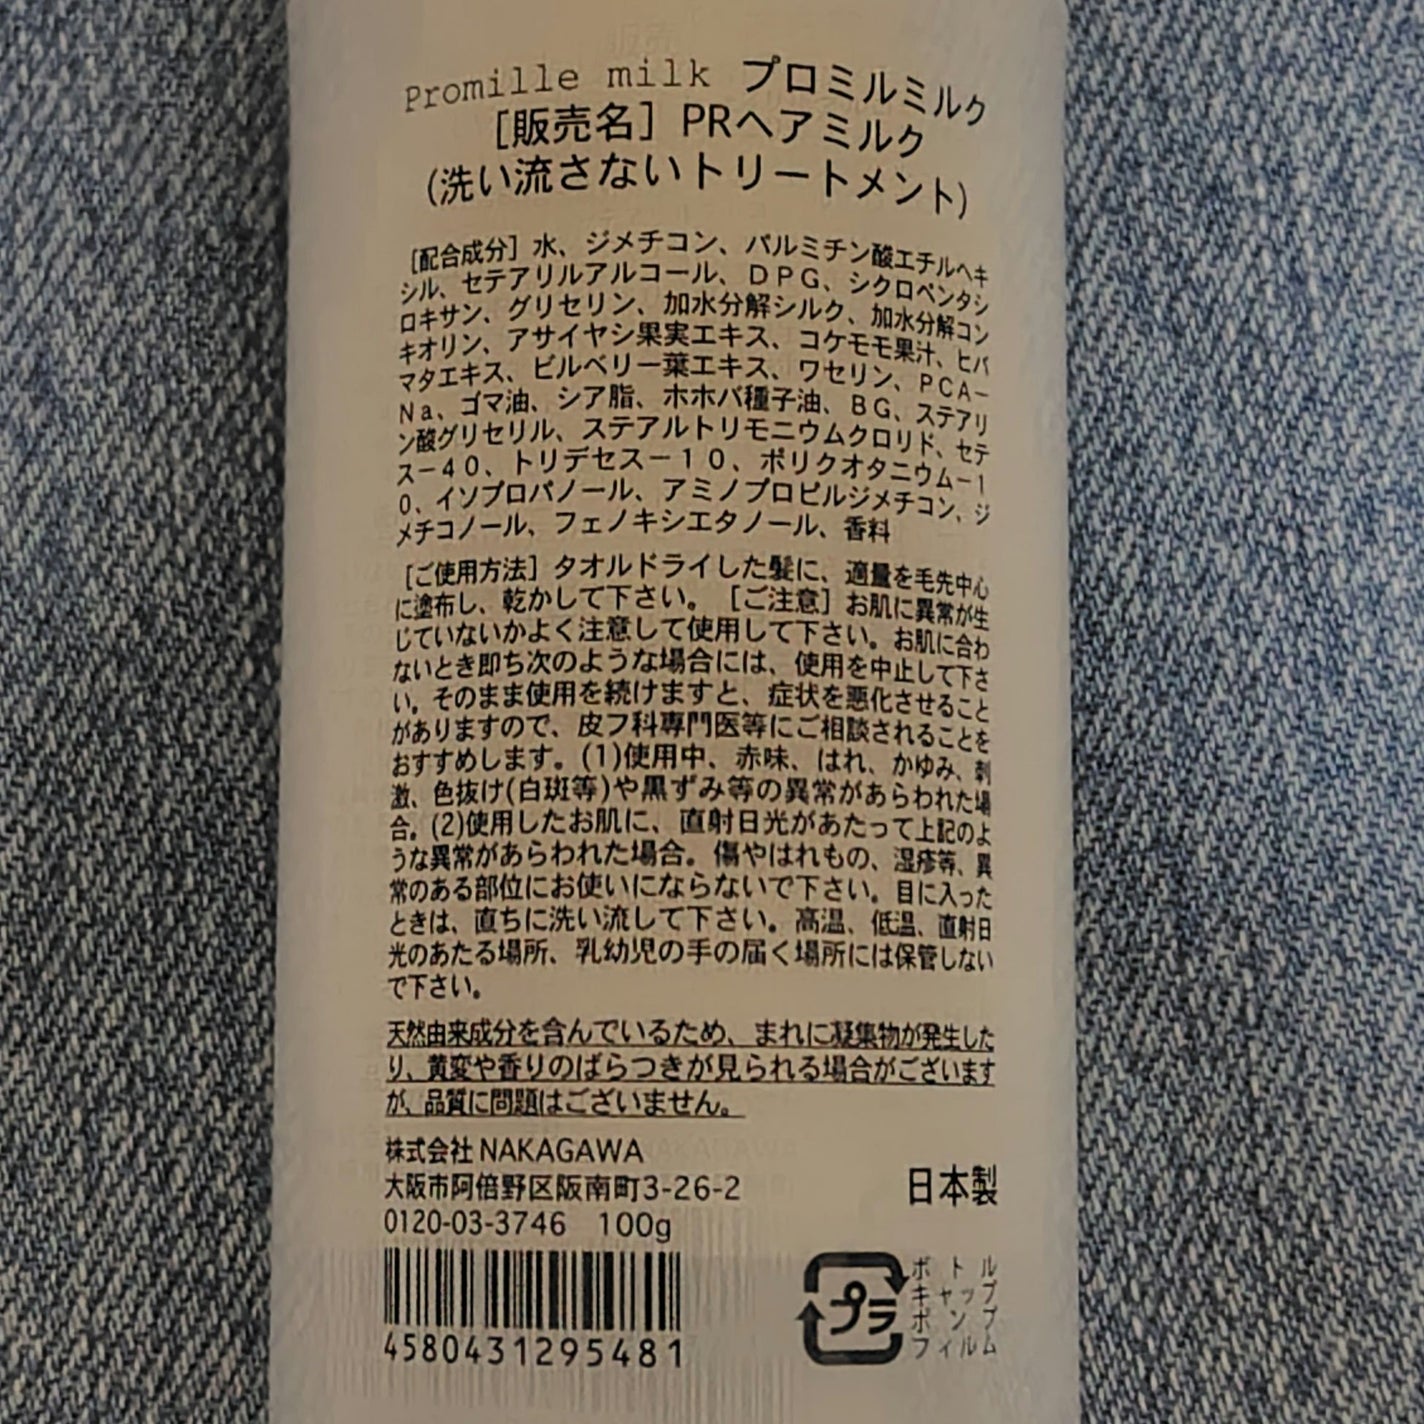 Promille milk プロミルミルク
[販売名] PRヘアミルク
(洗い流さないトリートメント)
[配合成分] 水、ジメチコン、パルミチン酸エチルヘキ
シル、セテアリルアルコール、DPG、シクロペンタシ
ロキサン、グリセリン、加水分解シルク、加水分解コン
キオリン、アサイヤシ果実エキス、コケモモ果汁、ヒバ
マタエキス、ビルベリー葉エキス、ワセリン、PCA-
Na、ゴマ油、シア脂、ホホバ種子油、BG、ステアリ
ン酸グリセリル、ステアルトリモニウムクロリド、セテ
ス-40、トリデセス-10、ポリクオタニウム-1
0、イソプロパノール、アミノプロピルジメチコン、ジ
メチコノール、フェノキシエタノール、香料
[ご使用方法] タオルドライした髪に、適量を毛先中心
に塗布し、乾かして下さい。[ご注意] お肌に異常が生
じていないかよく注意して使用して下さい。お肌に合わ
ないとき即ち次のような場合には、使用を中止して下さ
い。そのまま使用を続けますと、症状を悪化させること
がありますので、皮フ科専門医等にご相談されることを
おすすめします。(1)使用中、赤味、はれ、かゆみ、刺
激、色抜け(白斑等)や黒ずみ等の異常があらわれた場
合。(2)使用したお肌に、直射日光があたって上記のよ
うな異常があらわれた場合。傷やはれもの、湿疹等、異
常のある部位にお使いにならないで下さい。目に入った
ときは、直ちに洗い流して下さい。高温、低温、直射日
光のあたる場所、乳幼児の手の届く場所には保管しない
で下さい。
天然由来成分を含んでいるため、まれに凝集物が発生した
り、黄変や香りのばらつきが見られる場合がございます
が、品質に問題はございません。
株式会社 NAKAGAWA
大阪市阿倍野区阪南町3-26-2
日本製
0120-03-3746 100g
4580431295481
プラ
ボトル
キャップ
ポンプ
フィルム